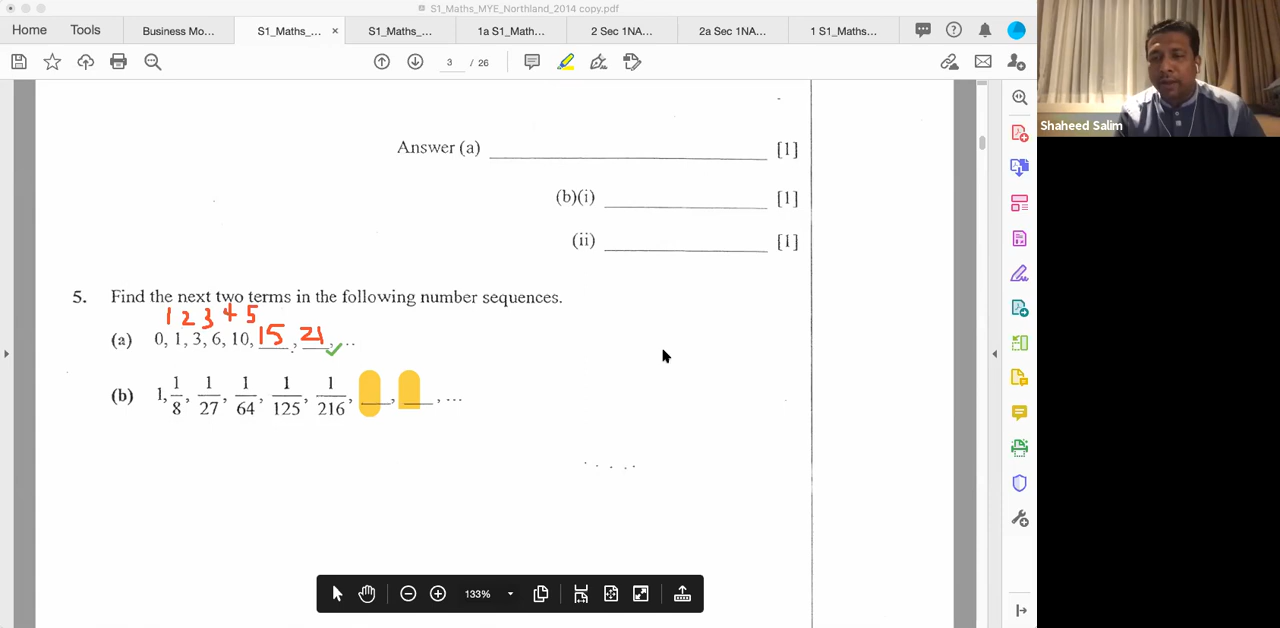 S1_Maths_MYE_Northland_2014 copy.pdf
Home Tools Business Mo... S1_Maths_... × S1_Maths_... 1a S1_Math... 2 Sec 1NA... 2a Sec 1NA... 1 S1_Maths...
3 / 26
Shaheed Salim
Answer (a) [1]
(b)(i) [1]
(ii) [1]
5. Find the next two terms in the following number sequences.
1 2 3 4 5
(a) 0, 1, 3, 6, 10, 15, 21, ...
(b) 1, 1/8, 1/27, 1/64, 1/125, 1/216, __, __, ...
133%